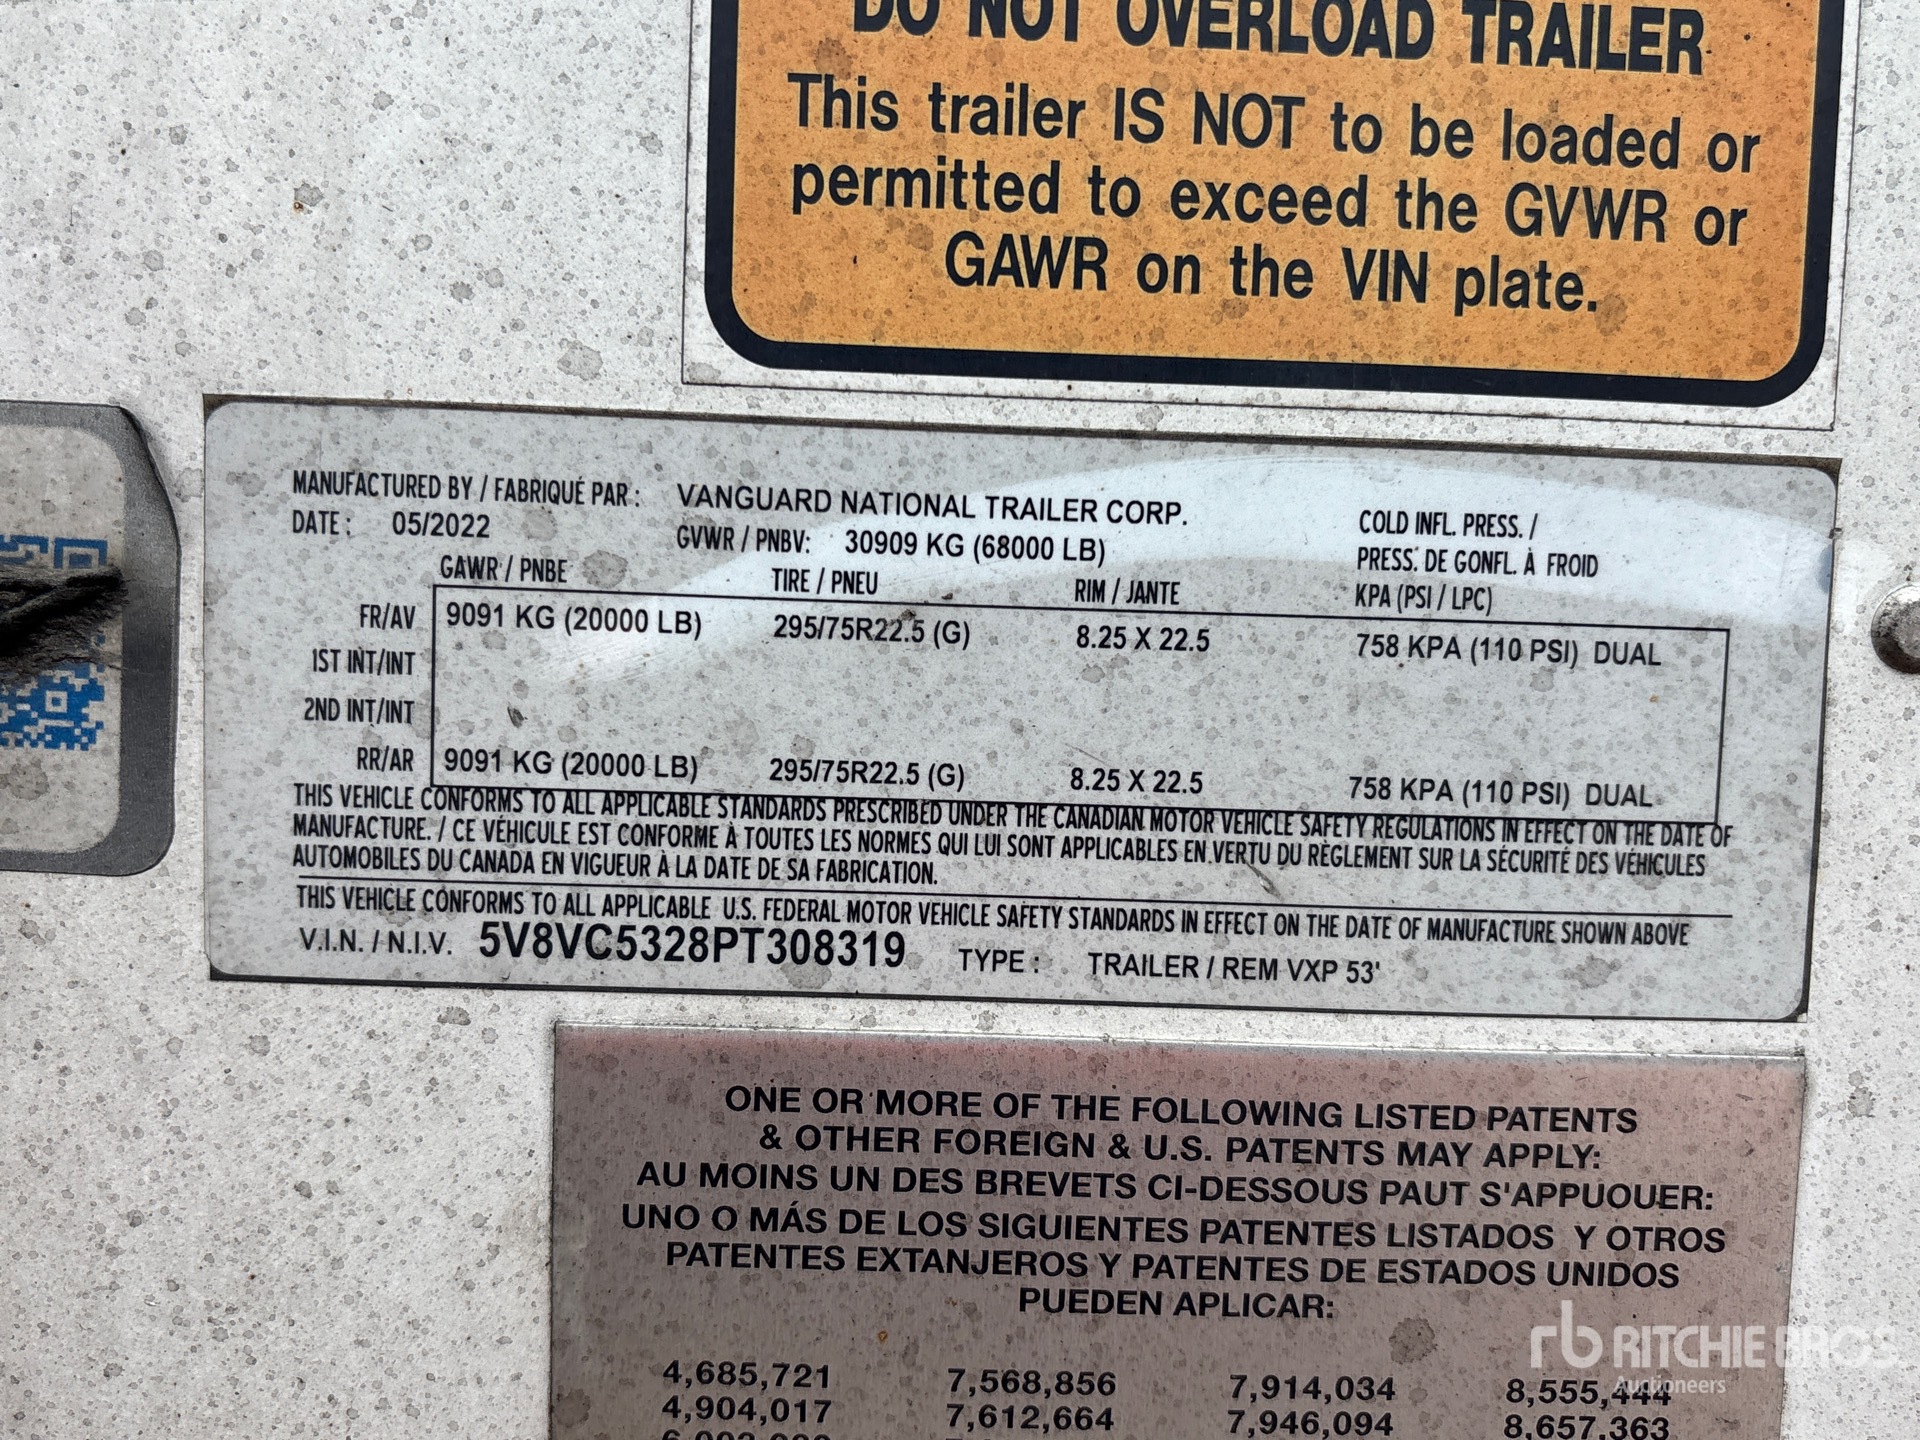 DO NOT OVERLOAD TRAILER
This trailer IS NOT to be loaded or
permitted to exceed the GVWR or
GAWR on the VIN plate.
MANUFACTURED BY / FABRIQUÉ PAR : VANGUARD NATIONAL TRAILER CORP.
DATE : 05/2022 GVWR / PNBV: 30909 KG (68000 LB)
COLD INFL. PRESS. /
PRESS. DE GONFL. À FROID
GAWR / PNBE TIRE / PNEU RIM / JANTE KPA (PSI / LPC)
FR/AV 9091 KG (20000 LB) 295/75R22.5 (G) 8.25 X 22.5 758 KPA (110 PSI) DUAL
1ST INT/INT
2ND INT/INT
RR/AR 9091 KG (20000 LB) 295/75R22.5 (G) 8.25 X 22.5 758 KPA (110 PSI) DUAL
THIS VEHICLE CONFORMS TO ALL APPLICABLE STANDARDS PRESCRIBED UNDER THE CANADIAN MOTOR VEHICLE SAFETY REGULATIONS IN EFFECT ON THE DATE OF
MANUFACTURE. / CE VÉHICULE EST CONFORME À TOUTES LES NORMES QUI LUI SONT APPLICABLES EN VERTU DU RÈGLEMENT SUR LA SÉCURITÉ DES VÉHICULES
AUTOMOBILES DU CANADA EN VIGUEUR À LA DATE DE SA FABRICATION.
THIS VEHICLE CONFORMS TO ALL APPLICABLE U.S. FEDERAL MOTOR VEHICLE SAFETY STANDARDS IN EFFECT ON THE DATE OF MANUFACTURE SHOWN ABOVE
V.I.N. / N.I.V. 5V8VC5328PT308319 TYPE : TRAILER / REM VXP 53'
ONE OR MORE OF THE FOLLOWING LISTED PATENTS
& OTHER FOREIGN & U.S. PATENTS MAY APPLY:
AU MOINS UN DES BREVETS CI-DESSOUS PAUT S'APPUOUER:
UNO O MÁS DE LOS SIGUIENTES PATENTES LISTADOS Y OTROS
PATENTES EXTANJEROS Y PATENTES DE ESTADOS UNIDOS
PUEDEN APLICAR:
4,685,721 7,568,856 7,914,034 8,555,444
4,904,017 7,612,664 7,946,094 8,657,363
rb RITCHIE BROS
Auctioneers